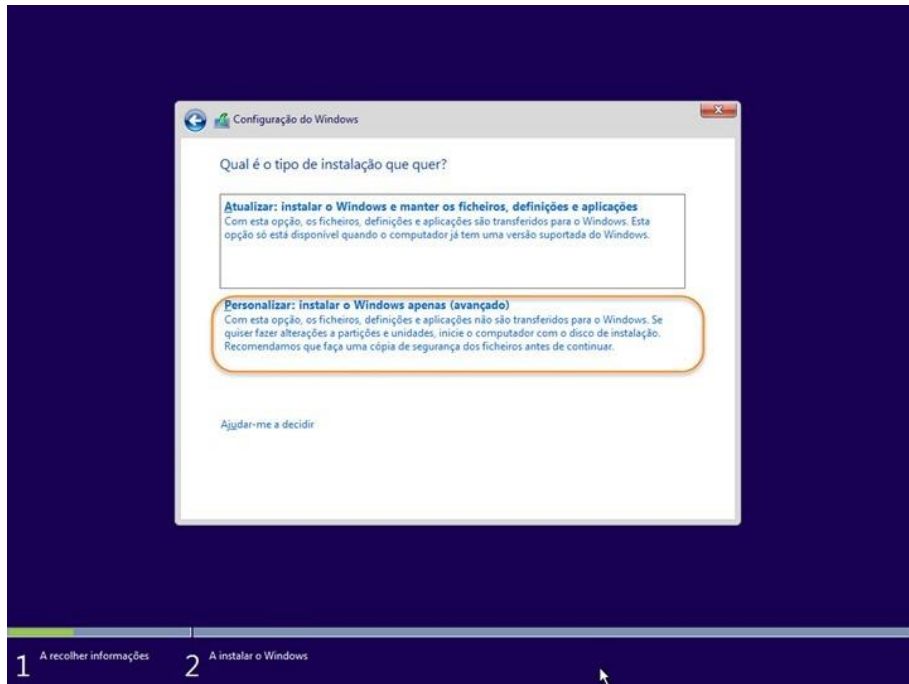 Configuração do Windows
Qual é o tipo de instalação que quer?
Atualizar: instalar o Windows e manter os ficheiros, definições e aplicações
Com esta opção, os ficheiros, definições e aplicações são transferidos para o Windows. Esta
opção só está disponível quando o computador já tem uma versão suportada do Windows.
Personalizar: instalar o Windows apenas (avançado)
Com esta opção, os ficheiros, definições e aplicações não são transferidos para o Windows. Se
quiser fazer alterações a partições e unidades, inicie o computador com o disco de instalação.
Recomendamos que faça uma cópia de segurança dos ficheiros antes de continuar.
Ajudar-me a decidir
1 A recolher informações
2 A instalar o Windows